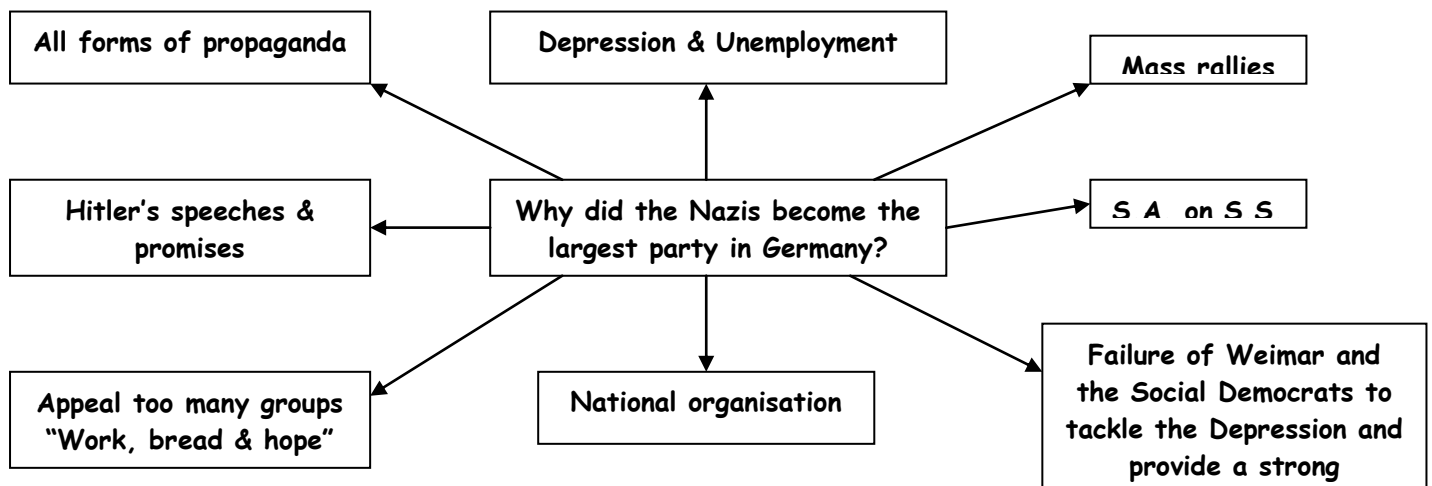 All forms of propaganda
Depression & Unemployment
Mass rallies
Hitler's speeches &
promises
Why did the Nazis become the
largest party in Germany?
S A on S S
Appeal too many groups
"Work, bread & hope"
National organisation
Failure of Weimar and
the Social Democrats to
tackle the Depression and
provide a strong